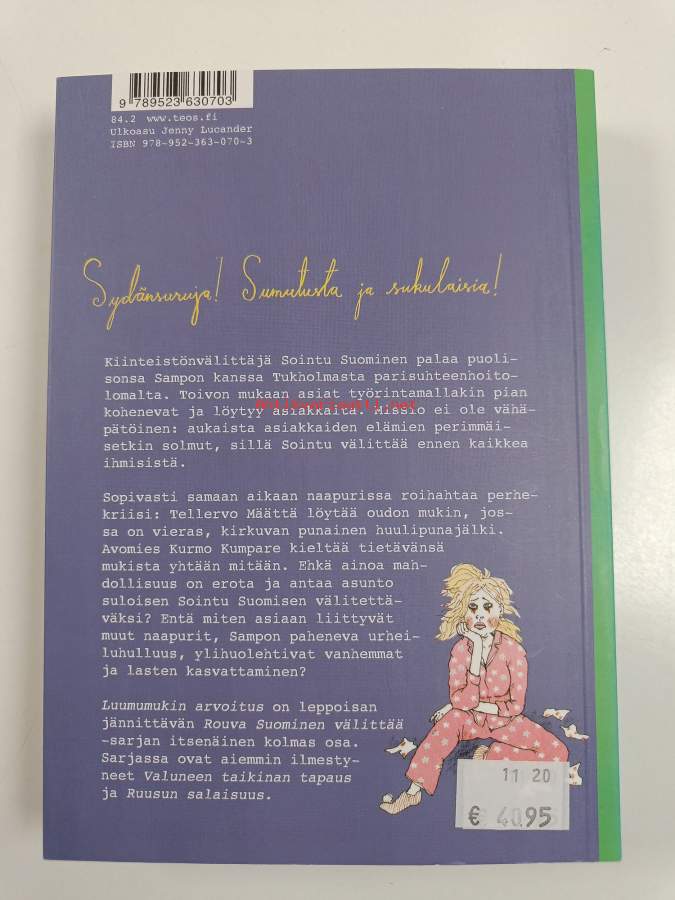 9 789523 630703
84.2 www.teos.fi
Ulkoasu Jenny Lucander
ISBN 978-952-363-070-3
Sydänsuruja! Sumutusta ja sukulaisia!
Kiinteistönvälittäjä Sointu Suominen palaa puoli-
sonsa Sampon kanssa Tukholmasta parisuhteenhoito-
lomalta. Toivon mukaan asiat työrintamallakin pian
kohenevat ja löytyy asiakkaita. Missio ei ole vähä-
pätöinen: aukaista asiakkaiden elämien perimmäi-
setkin solmut, sillä Sointu välittää ennen kaikkea
ihmisistä.
Sopivasti samaan aikaan naapurissa roihahtaa perhe-
kriisi: Tellervo Määttä löytää oudon mukin, jos-
sa on vieras, kirkuvan punainen huulipunajälki.
Avomies Kurmo Kumpare kieltää tietävänsä
mukista yhtään mitään. Ehkä ainoa mah-
dollisuus on erota ja antaa asunto
suloisen Sointu Suomisen välitettä-
väksi? Entä miten asiaan liittyvät
muut naapurit, Sampon paheneva urhei-
luhulluus, ylihuolehtivat vanhemmat
ja lasten kasvattaminen?
Luumumukin arvoitus on leppoisan
jännittävän Rouva Suominen välittää
-sarjan itsenäinen kolmas osa.
Sarjassa ovat aiemmin ilmesty-
neet Valuneen taikinan tapaus
ja Ruusun salaisuus.
11 20
€ 40.95